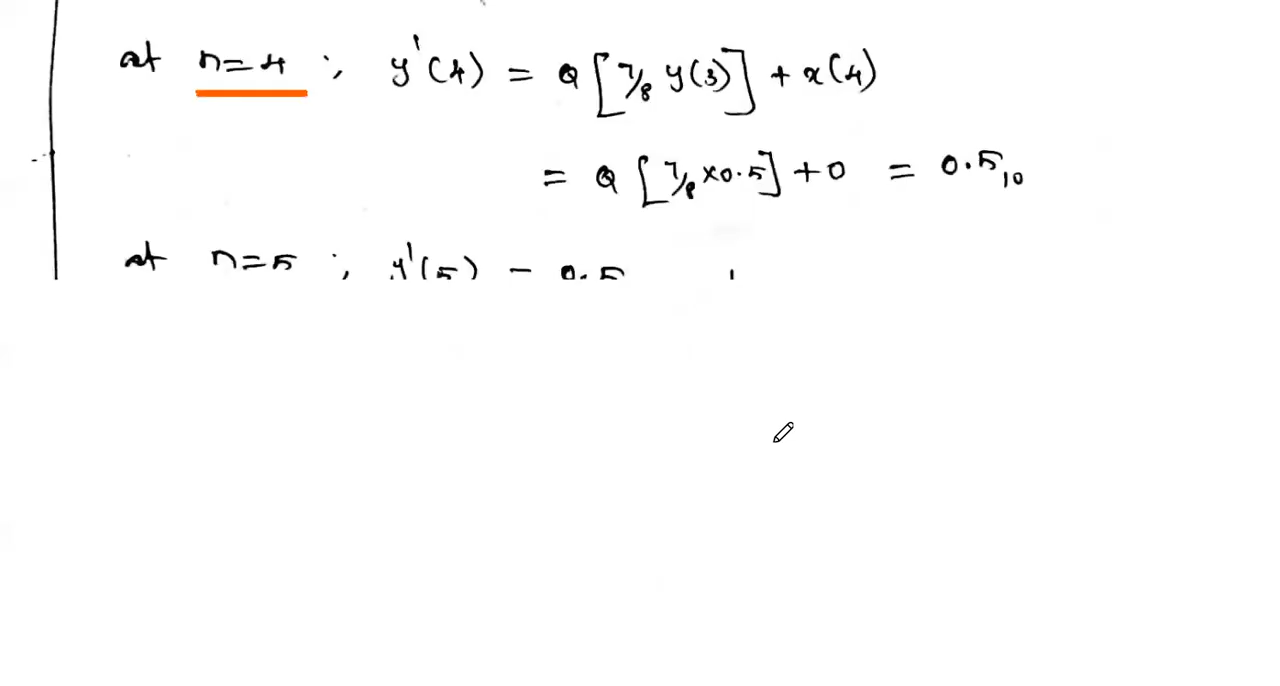 at n=4 ; y'(4) = Q [7/8 y(3)] + x(4)
= Q [7/8 x0.5] +0 = 0.5₁₀
at n=5 ; y'(5) = 0.5